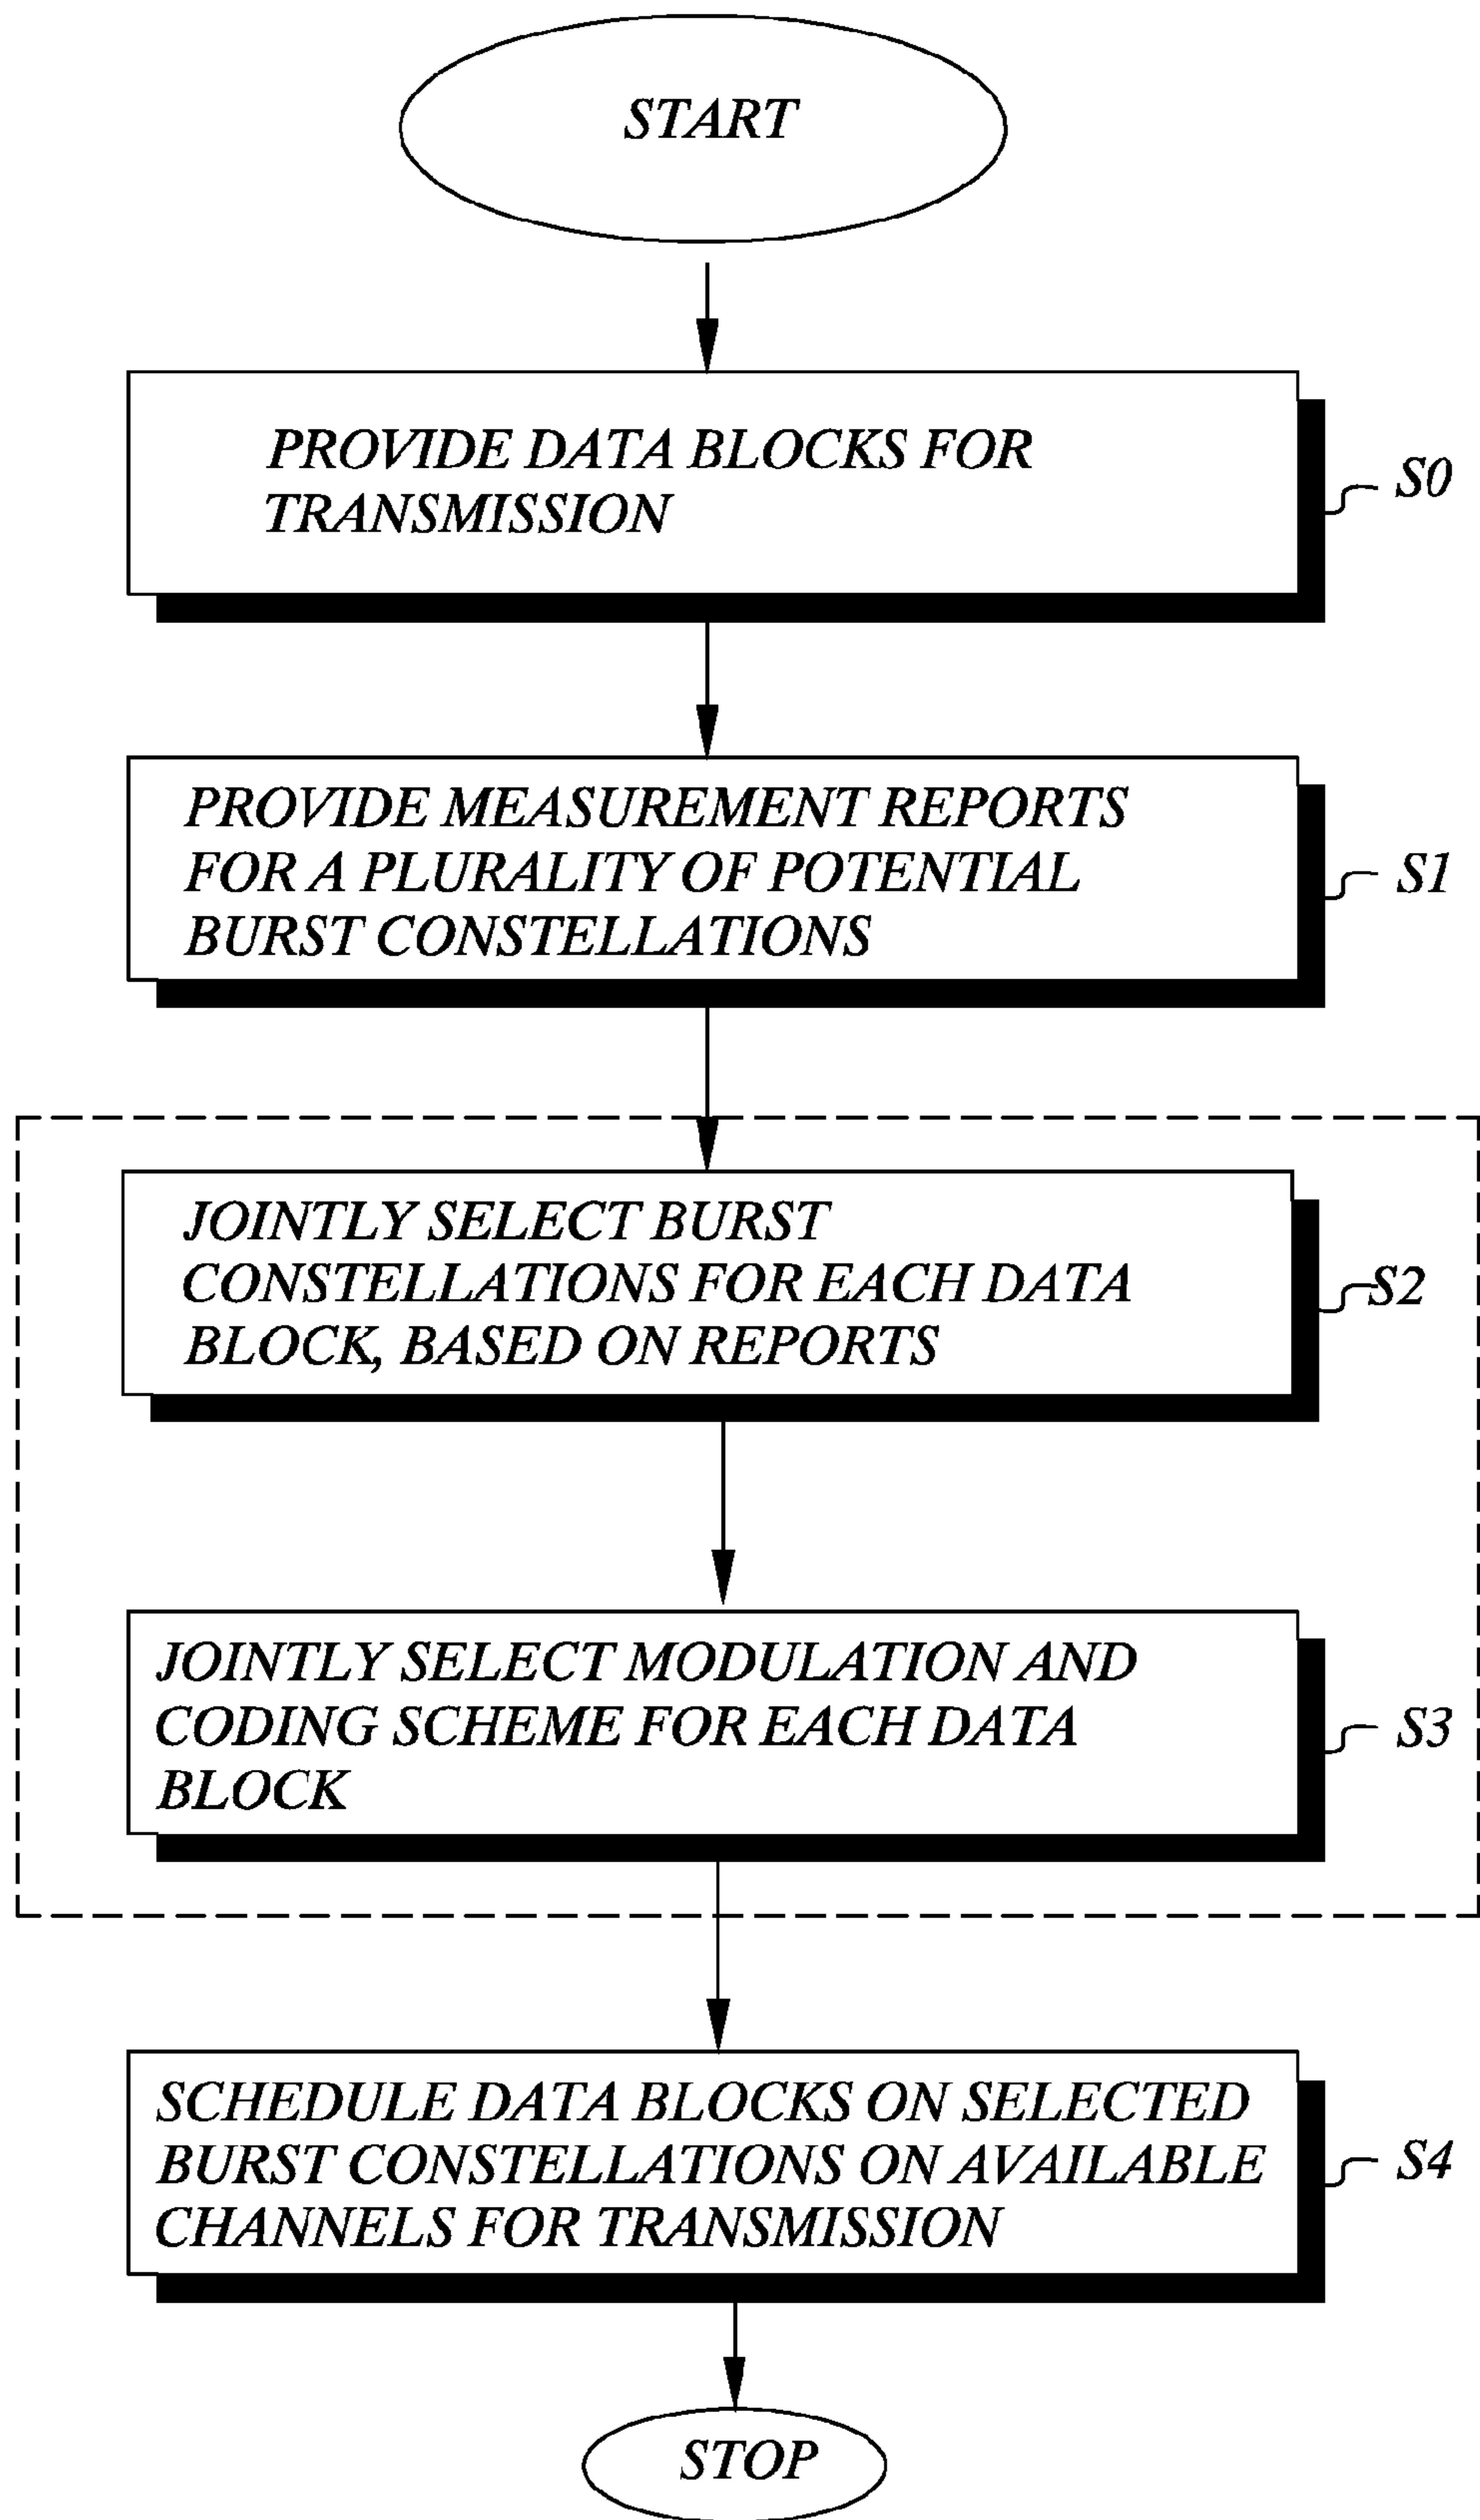 START
PROVIDE DATA BLOCKS FOR
TRANSMISSION
S0
PROVIDE MEASUREMENT REPORTS
FOR A PLURALITY OF POTENTIAL
BURST CONSTELLATIONS
S1
JOINTLY SELECT BURST
CONSTELLATIONS FOR EACH DATA
BLOCK, BASED ON REPORTS
S2
JOINTLY SELECT MODULATION AND
CODING SCHEME FOR EACH DATA
BLOCK
S3
SCHEDULE DATA BLOCKS ON SELECTED
BURST CONSTELLATIONS ON AVAILABLE
CHANNELS FOR TRANSMISSION
S4
STOP